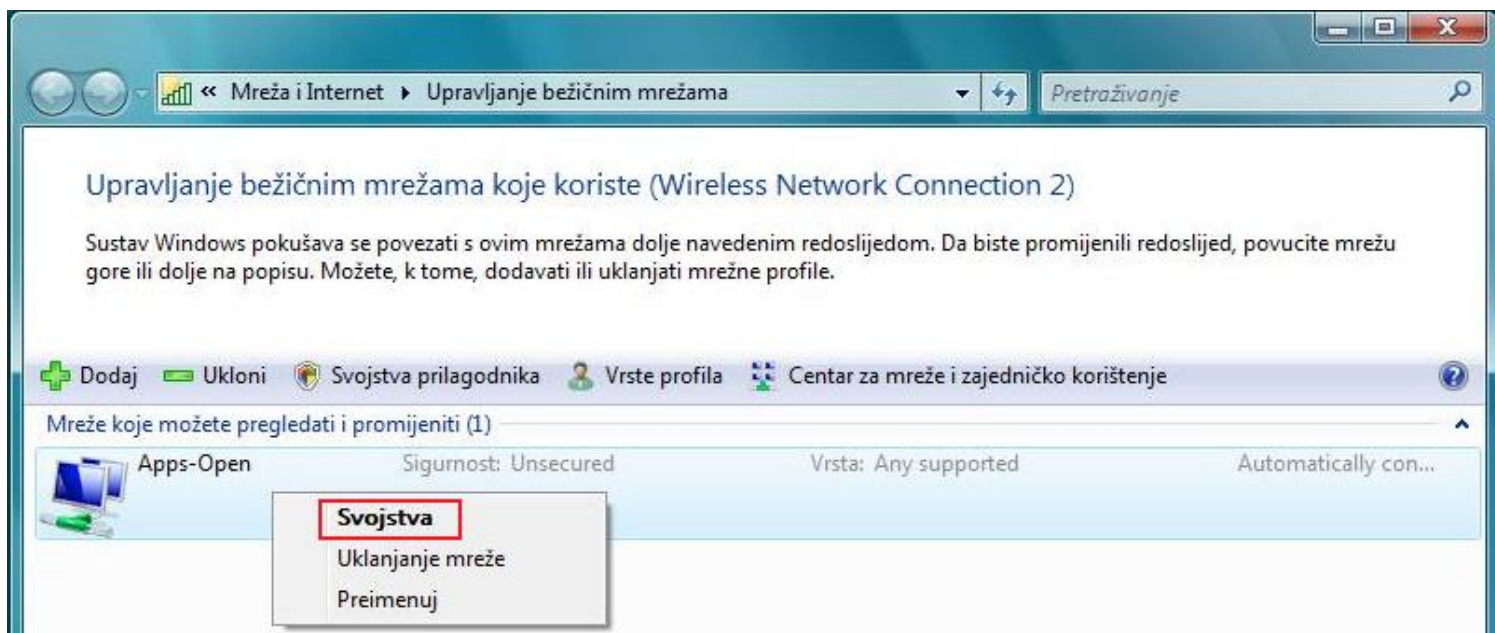 « Mreža i Internet ▸ Upravljanje bežičnim mrežama
Pretraživanje
Upravljanje bežičnim mrežama koje koriste (Wireless Network Connection 2)
Sustav Windows pokušava se povezati s ovim mrežama dolje navedenim redoslijedom. Da biste promijenili redoslijed, povucite mrežu
gore ili dolje na popisu. Možete, k tome, dodavati ili uklanjati mrežne profile.
Dodaj Ukloni Svojstva prilagodnika Vrste profila Centar za mreže i zajedničko korištenje
Mreže koje možete pregledati i promijeniti (1)
Apps-Open Sigurnost: Unsecured Vrsta: Any supported Automatically con...
Svojstva
Uklanjanje mreže
Preimenuj